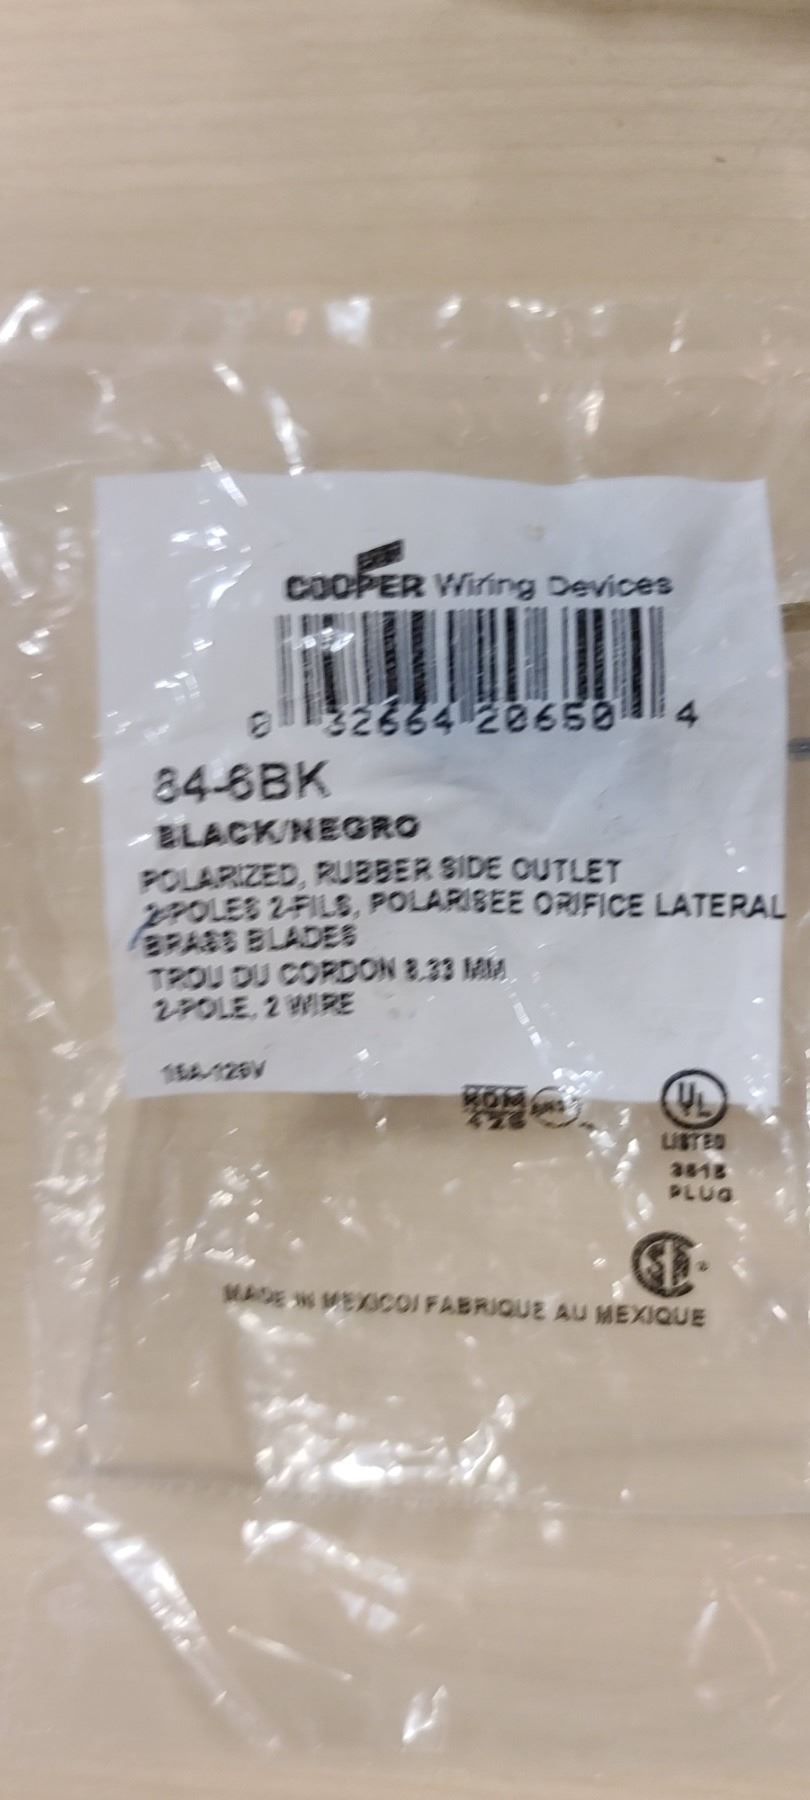 COOPER Wiring Devices
0 32664 20650 4
84-6BK
BLACK/NEGRO
POLARIZED, RUBBER SIDE OUTLET
2-POLES 2-FILS, POLARISEE ORIFICE LATERAL
BRASS BLADES
TROU DU CORDON 8.33 MM
2-POLE, 2 WIRE
15A-125V
UL
LISTED
PLUG
MADE IN MEXICO/ FABRIQUE AU MEXIQUE